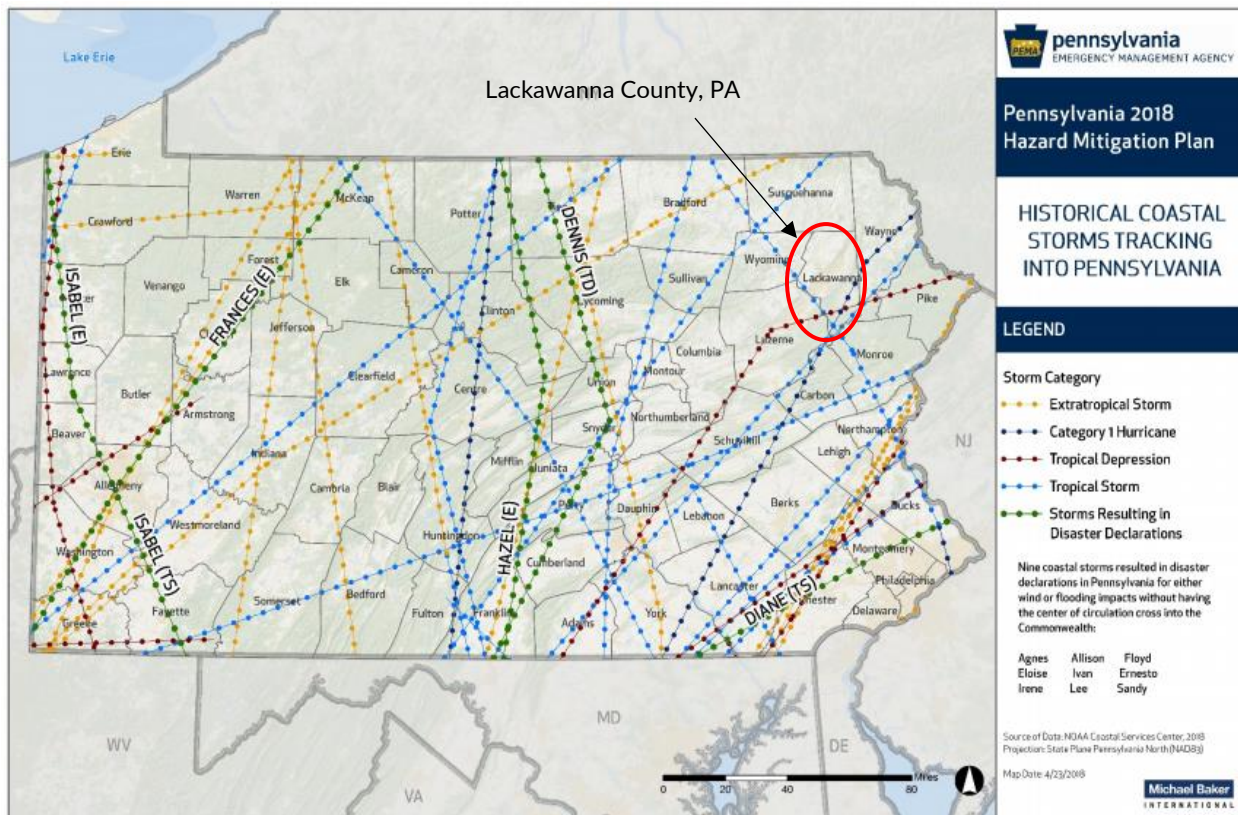 Lake Erie
Lackawanna County, PA
Erie
Crawford
Warren
McKean
Potter
Bradford
Susquehanna
Wayne
Wyoming
Lackawanna
Pike
Forest
Venango
Elk
Cameron
Clinton
Lycoming
Sullivan
Luzerne
Columbia
Monroe
Jefferson
Clearfield
Centre
Union
Montour
Northumberland
Carbon
Northampton
Lawrence
Butler
Armstrong
Beaver
Indiana
Snyder
Schuylkill
Lehigh
Allegheny
Cambria
Blair
Mifflin
Juniata
Perry
Dauphin
Lebanon
Berks
Bucks
Westmoreland
Huntingdon
Cumberland
Montgomery
Washington
Lancaster
Philadelphia
Greene
Fayette
Somerset
Bedford
Fulton
Franklin
Adams
York
Delaware
ISABEL (E)
FRANCES (E)
DENNIS (TD)
ISABEL (TS)
HAZEL (E)
DIANE (TS)
NJ
WV
MD
VA
DE
0 20 40 80
Miles
PEMA
pennsylvania
EMERGENCY MANAGEMENT AGENCY
Pennsylvania 2018
Hazard Mitigation Plan
HISTORICAL COASTAL
STORMS TRACKING
INTO PENNSYLVANIA
LEGEND
Storm Category
Extratropical Storm
Category 1 Hurricane
Tropical Depression
Tropical Storm
Storms Resulting in
Disaster Declarations
Nine coastal storms resulted in disaster
declarations in Pennsylvania for either
wind or flooding impacts without having
the center of circulation cross into the
Commonwealth:
Agnes Allison Floyd
Eloise Ivan Ernesto
Irene Lee Sandy
Source of Data: NOAA Coastal Services Center, 2018
Projection: State Plane Pennsylvania North (NAD83)
Map Date: 4/23/2018
Michael Baker
INTERNATIONAL